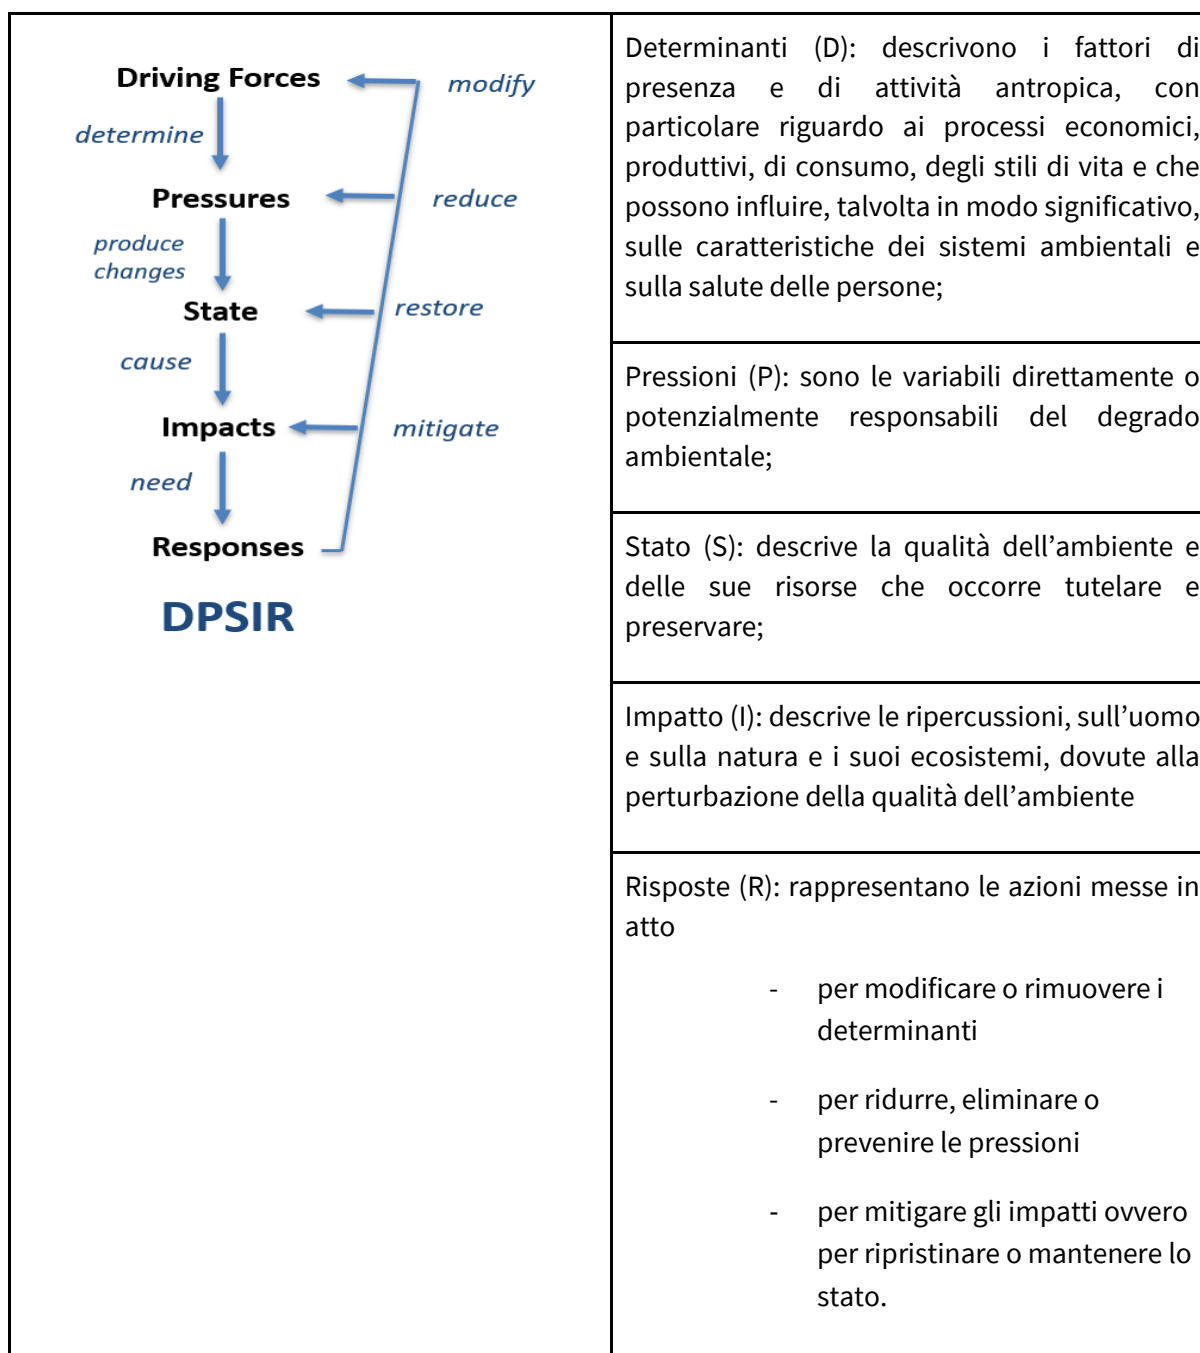 Driving Forces
modify
determine
Pressures
reduce
produce
changes
State
restore
cause
Impacts
mitigate
need
Responses
DPSIR
Determinanti (D): descrivono i fattori di
presenza e di attività antropica, con
particolare riguardo ai processi economici,
produttivi, di consumo, degli stili di vita e che
possono influire, talvolta in modo significativo,
sulle caratteristiche dei sistemi ambientali e
sulla salute delle persone;
Pressioni (P): sono le variabili direttamente o
potenzialmente responsabili del degrado
ambientale;
Stato (S): descrive la qualità dell’ambiente e
delle sue risorse che occorre tutelare e
preservare;
Impatto (I): descrive le ripercussioni, sull’uomo
e sulla natura e i suoi ecosistemi, dovute alla
perturbazione della qualità dell’ambiente
Risposte (R): rappresentano le azioni messe in
atto
- per modificare o rimuovere i
determinanti
- per ridurre, eliminare o
prevenire le pressioni
- per mitigare gli impatti ovvero
per ripristinare o mantenere lo
stato.